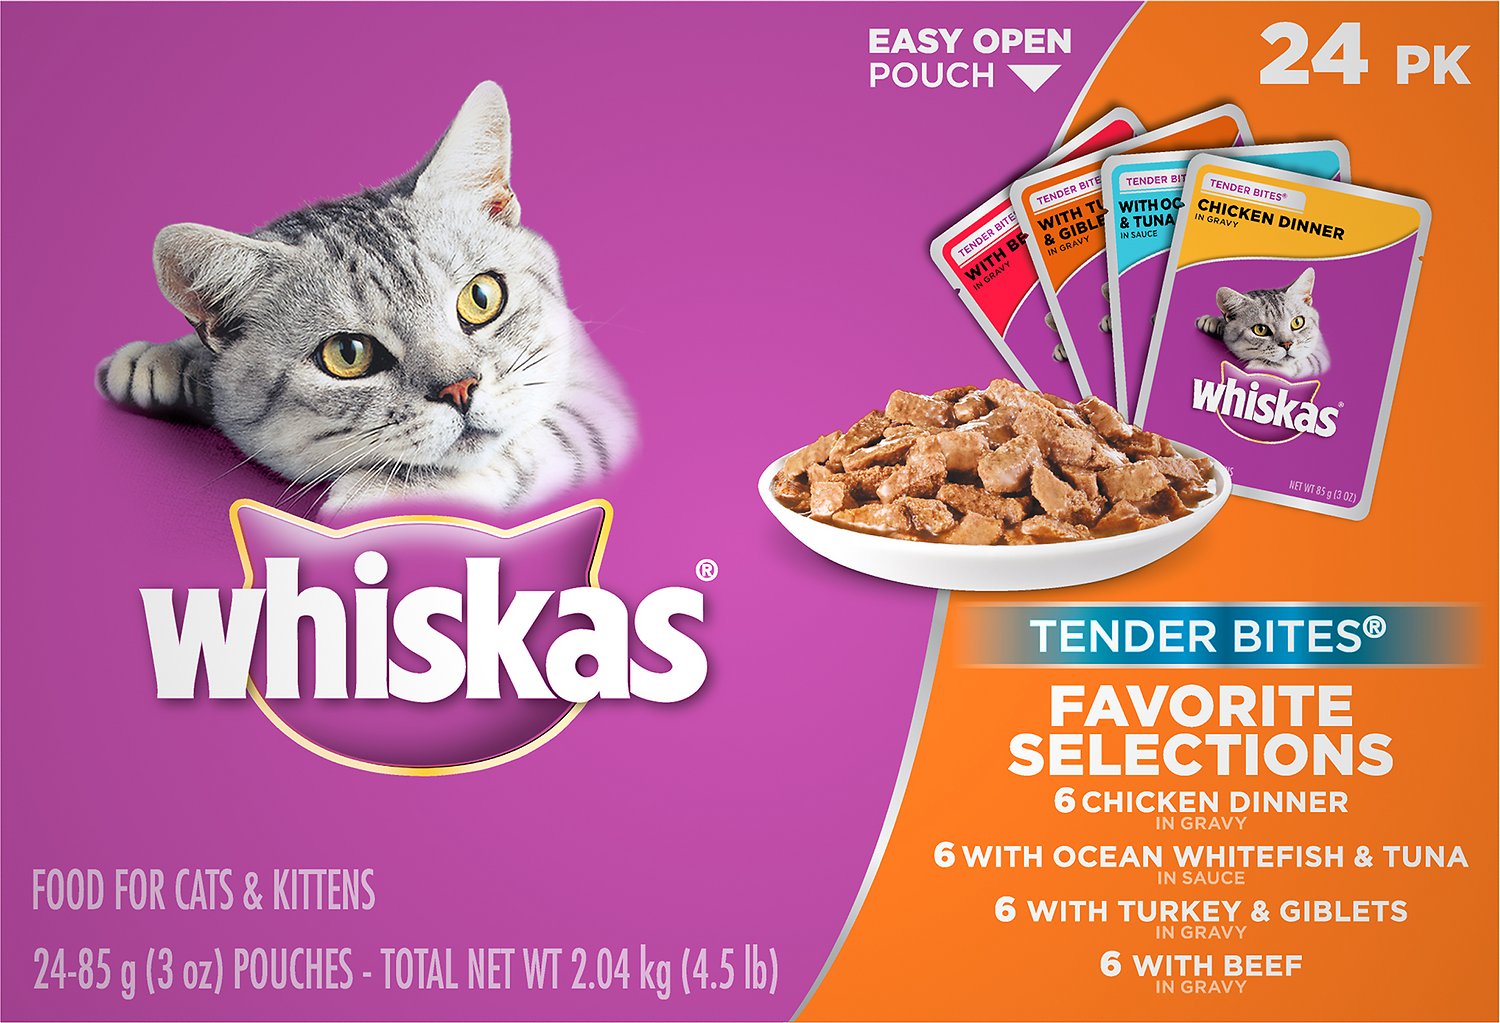 EASY OPEN
POUCH
24 PK
TENDER BITE
WITH BE
IN GRAVY
TENDER BITE
WITH TU
& GIBLE
IN GRAVY
TENDER BIT
WITH OC
& TUNA
IN SAUCE
TENDER BITES®
CHICKEN DINNER
IN GRAVY
whiskas®
NET WT 85 g (3 OZ)
whiskas®
TENDER BITES®
FAVORITE
SELECTIONS
6 CHICKEN DINNER
IN GRAVY
6 WITH OCEAN WHITEFISH & TUNA
IN SAUCE
6 WITH TURKEY & GIBLETS
IN GRAVY
6 WITH BEEF
IN GRAVY
FOOD FOR CATS & KITTENS
24-85 g (3 oz) POUCHES - TOTAL NET WT 2.04 kg (4.5 lb)